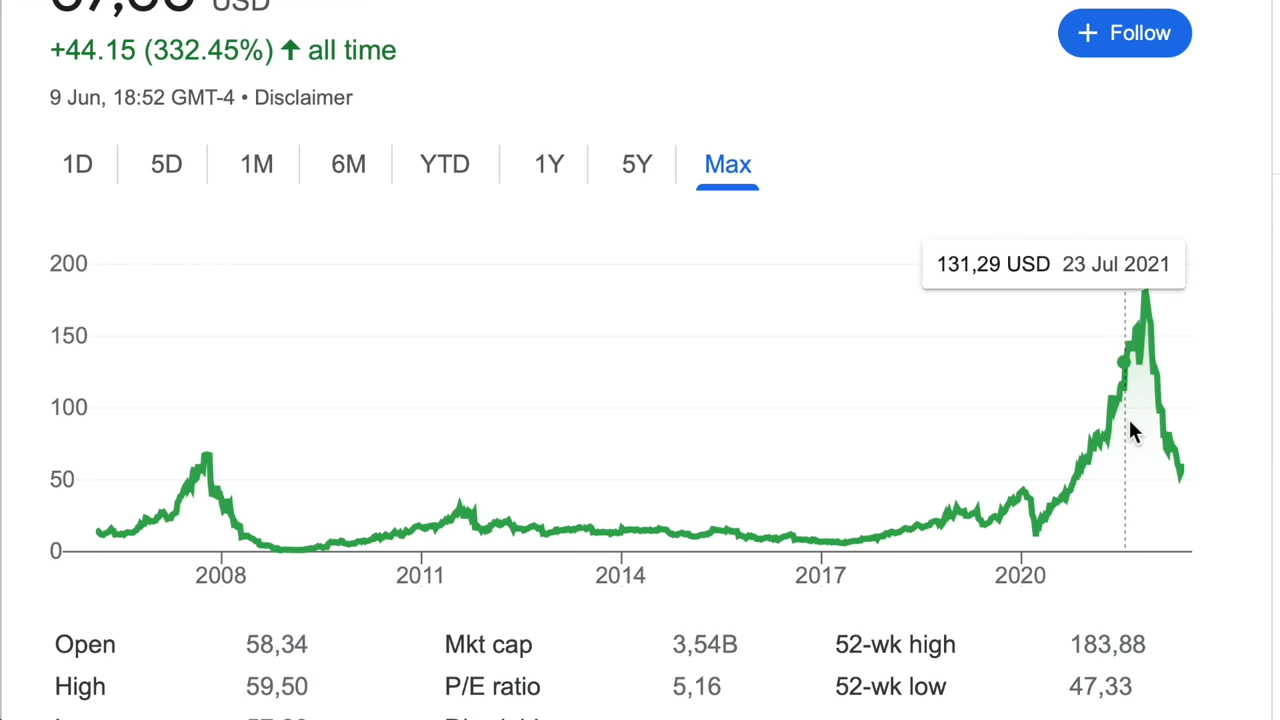 USD
+44.15 (332.45%) ↑ all time
+ Follow
9 Jun, 18:52 GMT-4 • Disclaimer
1D 5D 1M 6M YTD 1Y 5Y Max
131,29 USD 23 Jul 2021
200
150
100
50
0
2008 2011 2014 2017 2020
Open 58,34 Mkt cap 3,54B 52-wk high 183,88
High 59,50 P/E ratio 5,16 52-wk low 47,33